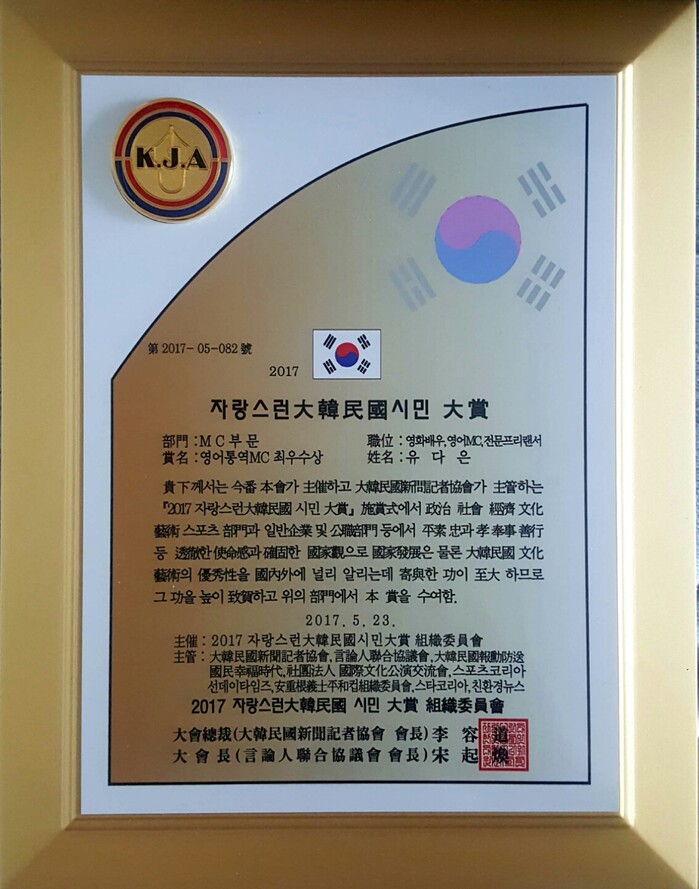 K.J.A
第 2017- 05-082 號
2017
자랑스런大韓民國시민 大賞
部門 : MC 부 문
職位 : 영화배우, 영어MC, 전문프리랜서
賞名 : 영어통역MC 최우수상
姓名 : 유 다 은
貴下께서는 今番 本會가 主催하고 大韓民國新聞記者協會가 主管하는
『2017 자랑스런大韓民國 시민 大賞』施賞式에서 政治 社會 經濟 文化
藝術 스포츠 部門과 일반企業 및 公職部門 등에서 平素 忠과 孝 奉事 善行
등 透徹한 使命感과 確固한 國家觀으로 國家發展은 물론 大韓民國 文化
藝術의 優秀性을 國內外에 널리 알리는데 寄與한 功이 至大 하므로
그 功을 높이 致賀하고 위의 部門에서 本 賞을 수여함.
2017. 5. 23.
主催 : 2017 자랑스런大韓民國시민大賞 組織委員會
主管 : 大韓民國新聞記者協會, 言論人聯合協議會, 大韓民國報勳防送
國民幸福時代, 社團法人 國際文化公演交流會, 스포츠코리아
선데이타임즈, 安重根義士平和컵組織委員會, 스타코리아, 친환경뉴스
2017 자랑스런大韓民國 시민 大賞 組織委員會
大會總裁(大韓民國新聞記者協會 會長) 李 容 道
大 會 長 (言論人聯合協議會 會長) 宋 起 煥